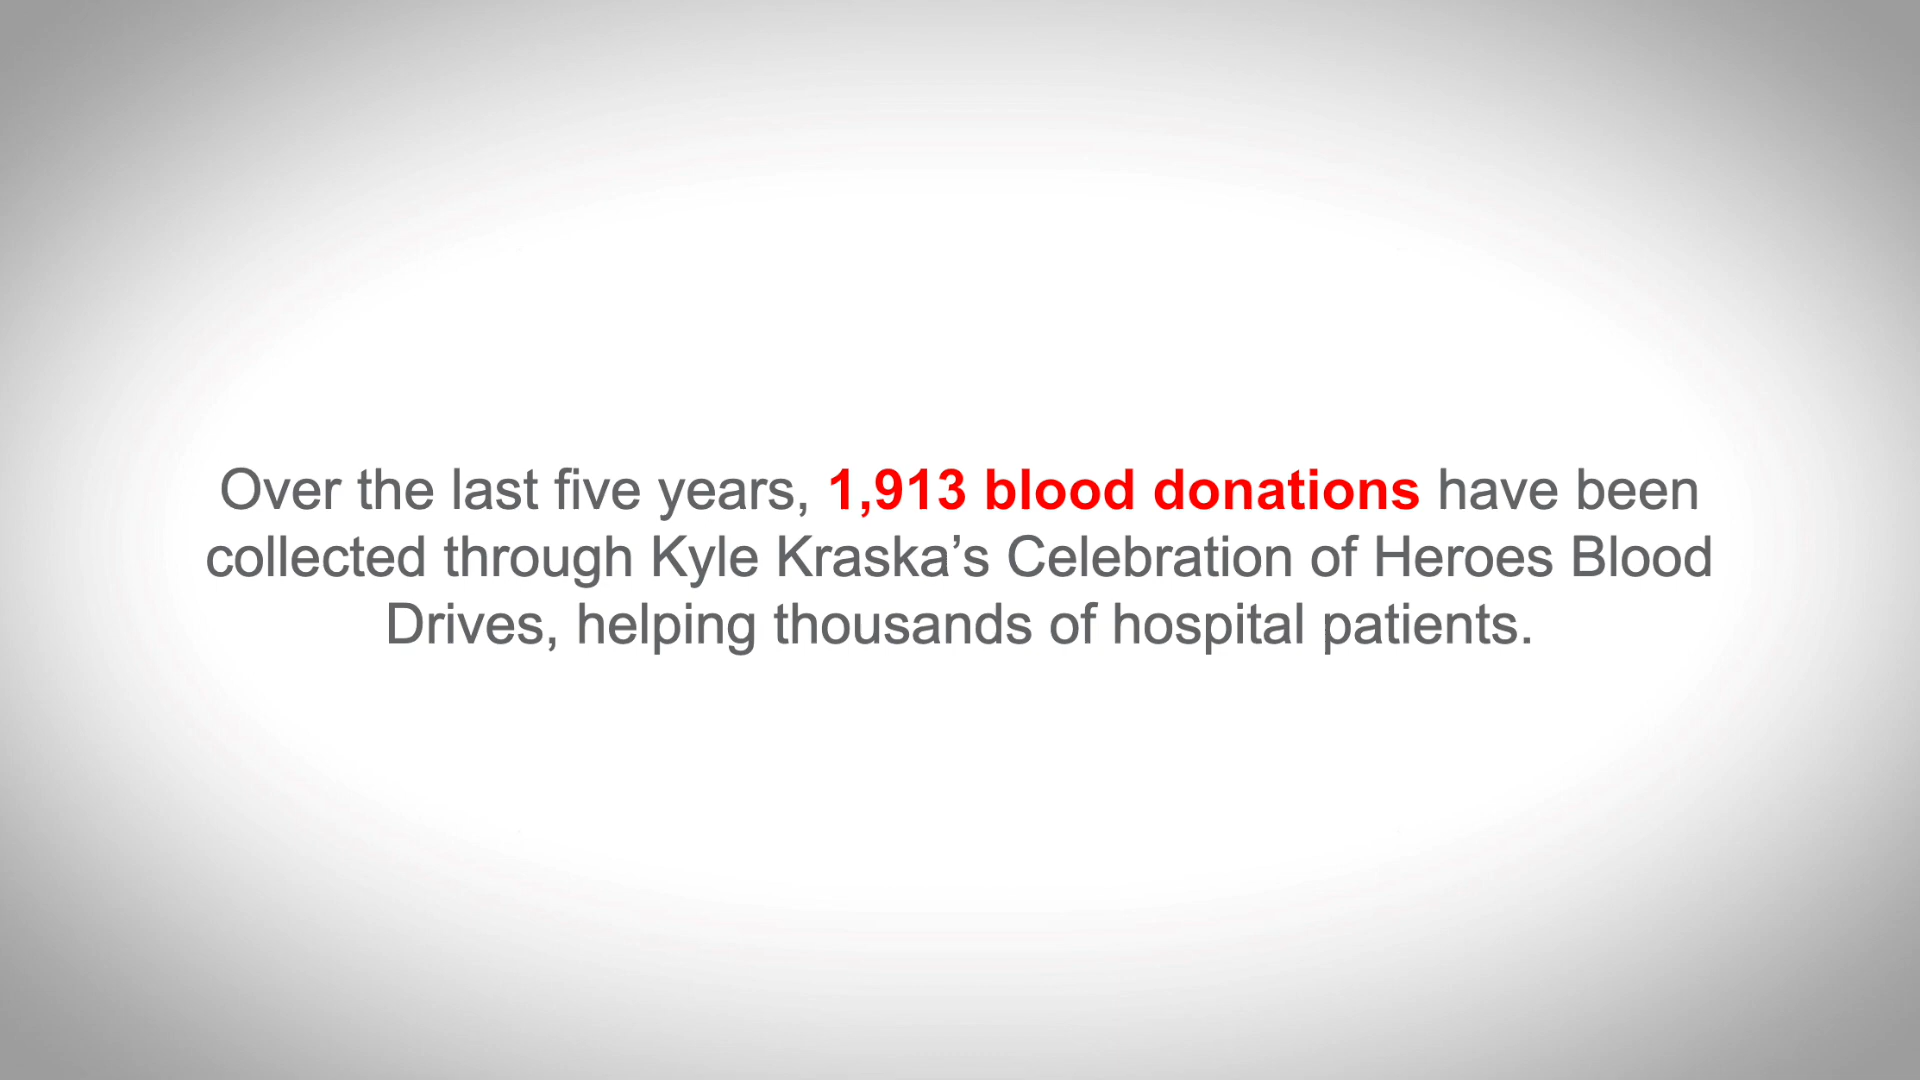 Over the last five years, 1,913 blood donations have been
collected through Kyle Kraska’s Celebration of Heroes Blood
Drives, helping thousands of hospital patients.